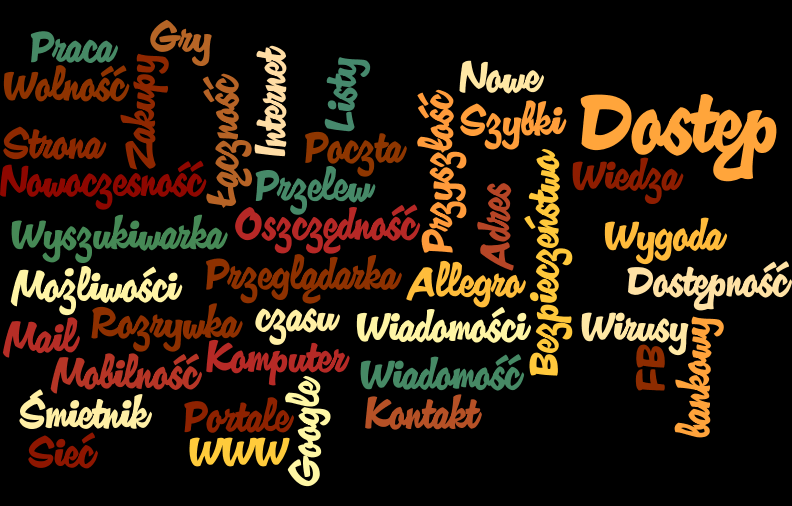 Praca
Gry
Wolność
Zakupy
Łączność
Internet
Listy
Nowe
Szybki
Dostęp
Strona
Poczta
Przyszłość
Nowoczesność
Przelew
Adres
Wiedza
Wyszukiwarka
Oszczędność
Bezpieczeństwo
Wygoda
Możliwości
Przeglądarka
Allegro
Dostępność
Mail
Rozrywka
czasu
Wiadomości
Wirusy
Mobilność
Komputer
Wiadomość
FB
bankowy
Śmietnik
Portale
Google
Kontakt
Sieć
WWW